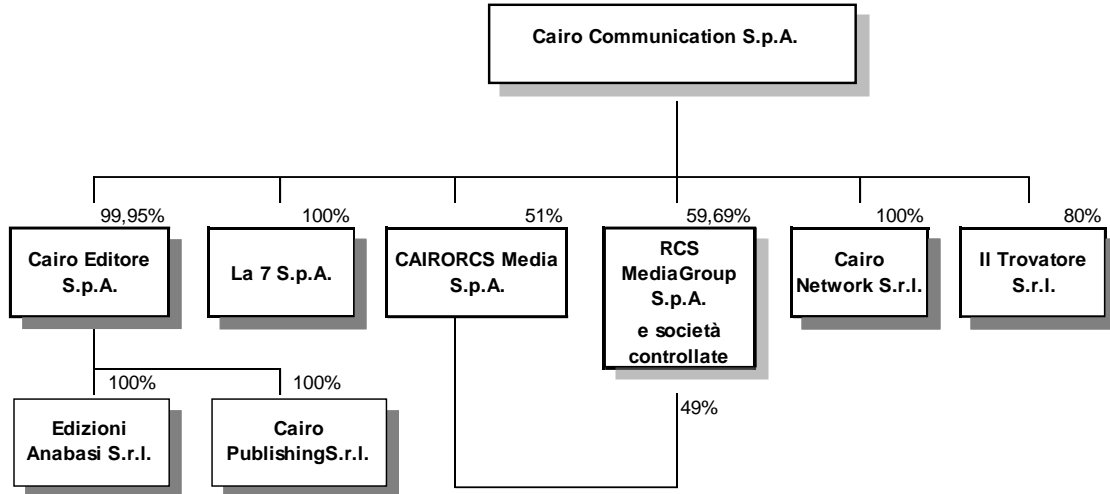 Cairo Communication S.p.A.
99,95%
100%
51%
59,69%
100%
80%
Cairo Editore
S.p.A.
La 7 S.p.A.
CAIRORCS Media
S.p.A.
RCS
MediaGroup
S.p.A.
e società
controllate
Cairo
Network S.r.l.
Il Trovatore
S.r.l.
100%
100%
49%
Edizioni
Anabasi S.r.l.
Cairo
PublishingS.r.l.